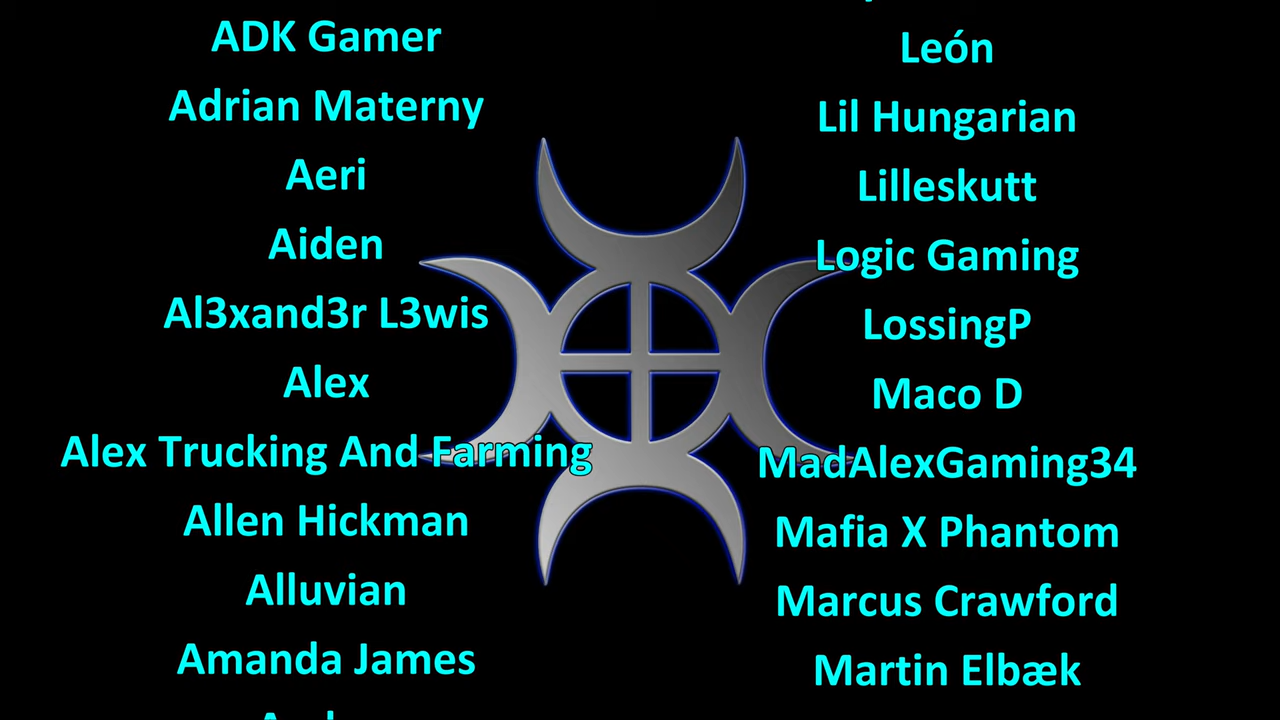 ADK Gamer
Adrian Materny
Aeri
Aiden
Al3xand3r L3wis
Alex
Alex Trucking And Farming
Allen Hickman
Alluvian
Amanda James
León
Lil Hungarian
Lilleskutt
Logic Gaming
LossingP
Maco D
MadAlexGaming34
Mafia X Phantom
Marcus Crawford
Martin Elbæk